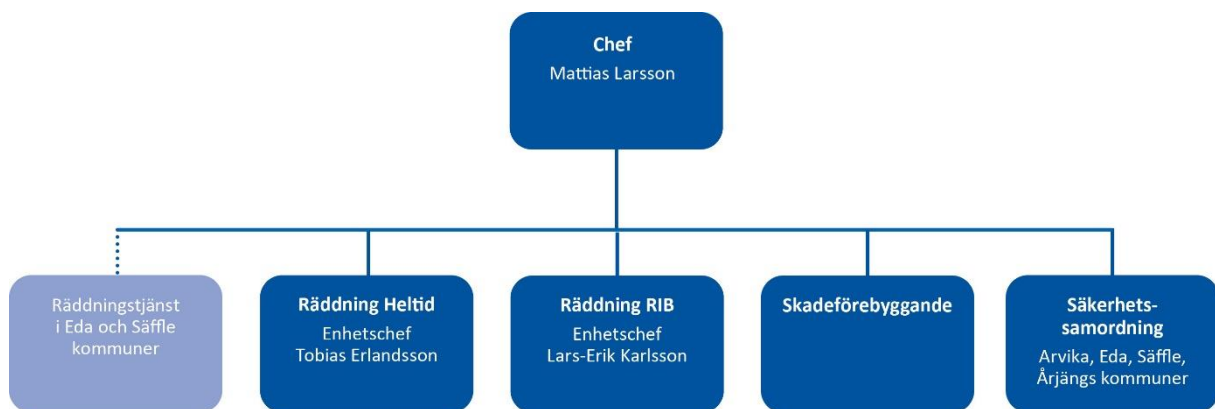 Chef
Mattias Larsson
Räddningstjänst
i Eda och Säffle
kommuner
Räddning Heltid
Enhetschef
Tobias Erlandsson
Räddning RIB
Enhetschef
Lars-Erik Karlsson
Skadeförebyggande
Säkerhets-
samordning
Arvika, Eda, Säffle,
Årjängs kommuner